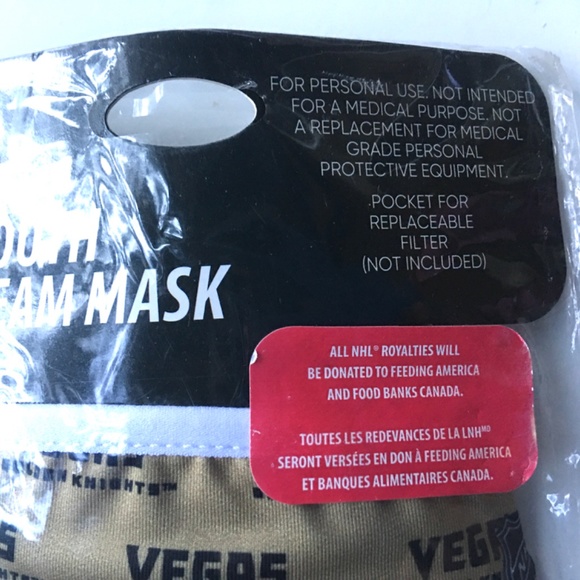 FOR PERSONAL USE. NOT INTENDED
FOR A MEDICAL PURPOSE. NOT
A REPLACEMENT FOR MEDICAL
GRADE PERSONAL
PROTECTIVE EQUIPMENT.
POCKET FOR
REPLACEABLE
FILTER
(NOT INCLUDED)
MASK
ALL NHL® ROYALTIES WILL
BE DONATED TO FEEDING AMERICA
AND FOOD BANKS CANADA.
TOUTES LES REDEVANCES DE LA LNHᴹᴰ
SERONT VERSÉES EN DON À FEEDING AMERICA
ET BANQUES ALIMENTAIRES CANADA.
KNIGHTS™
VEGAS